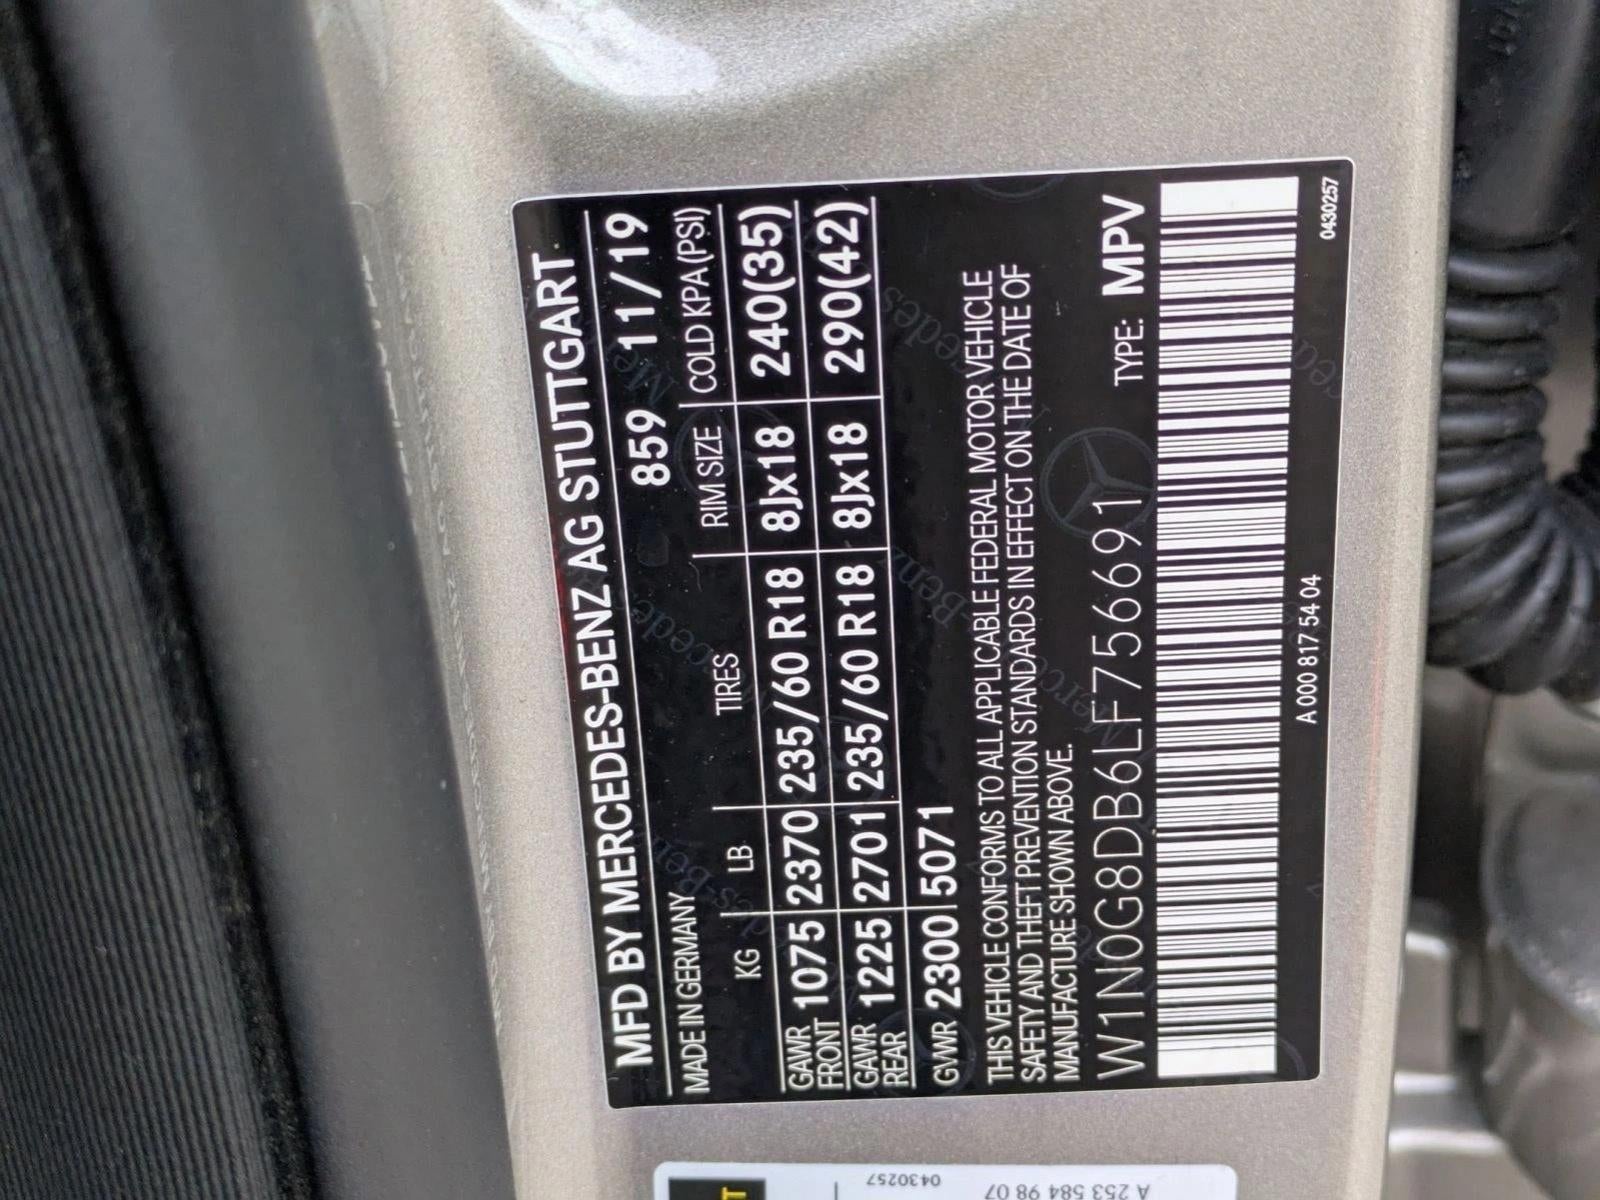 MFD BY MERCEDES-BENZ AG STUTTGART
MADE IN GERMANY 859 11/19
KG LB TIRES RIM SIZE COLD KPA(PSI)
GAWR FRONT 1075 2370 235/60 R18 8Jx18 240(35)
GAWR REAR 1225 2701 235/60 R18 8Jx18 290(42)
GVWR 2300 5071
THIS VEHICLE CONFORMS TO ALL APPLICABLE FEDERAL MOTOR VEHICLE
SAFETY AND THEFT PREVENTION STANDARDS IN EFFECT ON THE DATE OF
MANUFACTURE SHOWN ABOVE.
W1N0G8DB6LF756691 TYPE: MPV
A 000 817 54 04
0430257
0430257
A 253 584 98 07